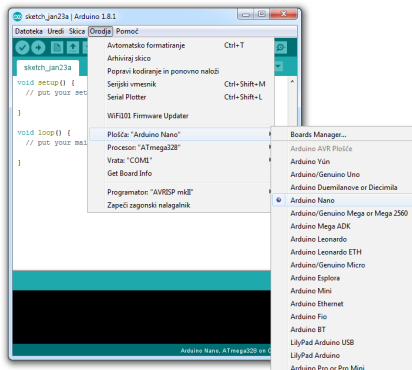 sketch_jan23a | Arduino 1.8.1
Datoteka Uredi Skica Orodja Pomoč
sketch_jan23a
void setup() {
// put your set
}
void loop() {
// put your mai
}
Avtomatsko formatiranje Ctrl+T
Arhiviraj skico
Popravi kodiranje in ponovno naloži
Serijski vmesnik Ctrl+Shift+M
Serial Plotter Ctrl+Shift+L
WiFi101 Firmware Updater
Plošča: "Arduino Nano"
Procesor: "ATmega328"
Vrata: "COM1"
Get Board Info
Programator: "AVRISP mkII"
Zapeči zagonski nalagalnik
Boards Manager...
Arduino AVR Plošče
Arduino Yún
Arduino/Genuino Uno
Arduino Duemilanove or Diecimila
Arduino Nano
Arduino/Genuino Mega or Mega 2560
Arduino Mega ADK
Arduino Leonardo
Arduino Leonardo ETH
Arduino/Genuino Micro
Arduino Esplora
Arduino Mini
Arduino Ethernet
Arduino Fio
Arduino BT
LilyPad Arduino USB
LilyPad Arduino
Arduino Pro or Pro Mini
Arduino Nano, ATmega328 on C